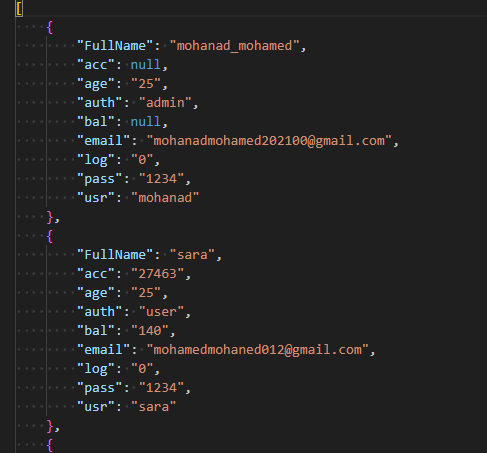 [
    {
        "FullName": "mohanad_mohamed",
        "acc": null,
        "age": "25",
        "auth": "admin",
        "bal": null,
        "email": "mohanadmohamed202100@gmail.com",
        "log": "0",
        "pass": "1234",
        "usr": "mohanad"
    },
    {
        "FullName": "sara",
        "acc": "27463",
        "age": "25",
        "auth": "user",
        "bal": "140",
        "email": "mohamedmohaned012@gmail.com",
        "log": "0",
        "pass": "1234",
        "usr": "sara"
    },
    {